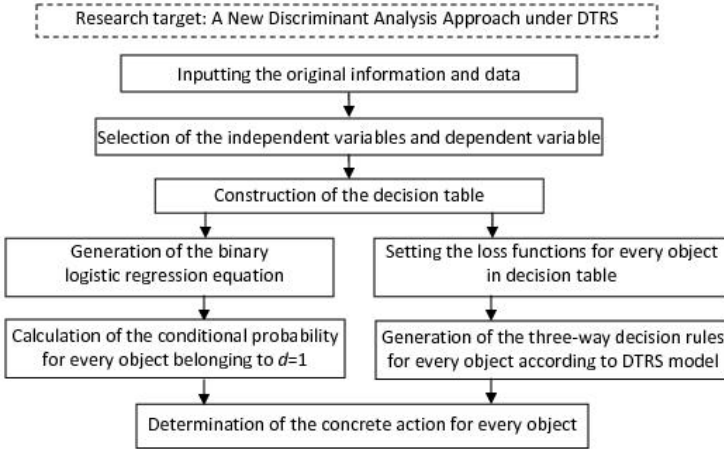 Research target: A New Discriminant Analysis Approach under DTRS
Inputting the original information and data
Selection of the independent variables and dependent variable
Construction of the decision table
Generation of the binary
logistic regression equation
Setting the loss functions for every object
in decision table
Calculation of the conditional probability
for every object belonging to d=1
Generation of the three-way decision rules
for every object according to DTRS model
Determination of the concrete action for every object